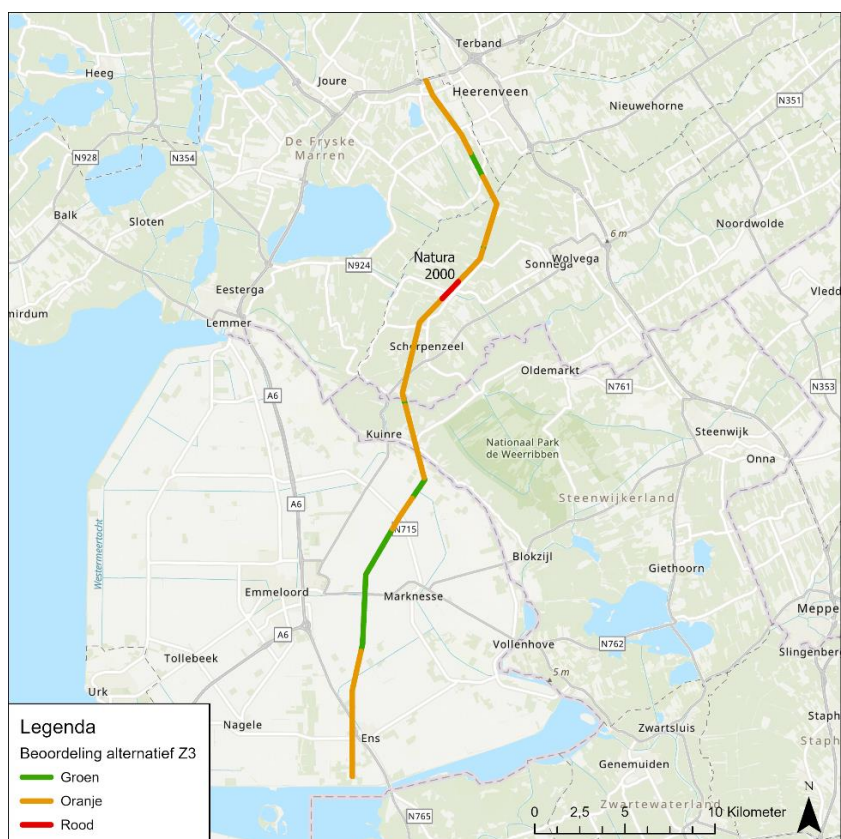 Terband
Heeg
Joure
Heerenveen
N351
Nieuwehorne
De Fryske
Marren
N928
N354
Balk
Sloten
Noordwolde
6 m
Natura
2000
N924
Sonnega
Wolvega
Eesterga
Vledd
mirdum
Lemmer
Scherpenzeel
Oldemarkt
N761
N353
A6
Kuinre
Steenwijk
Nationaal Park
de Weerribben
Onna
Steenwijkerland
A6
N715
Westermeertocht
Blokzijl
Giethoorn
Emmeloord
Marknesse
Meppe
A6
Vollenhove
N762
Slingenberg
Tollebeek
5 m
Urk
Nagele
Ens
Zwartsluis
Staph
Staph
Genemuiden
Zwartewaterland
N765
Legenda
Beoordeling alternatief Z3
Groen
Oranje
Rood
0 2,5 5 10 Kilometer
N